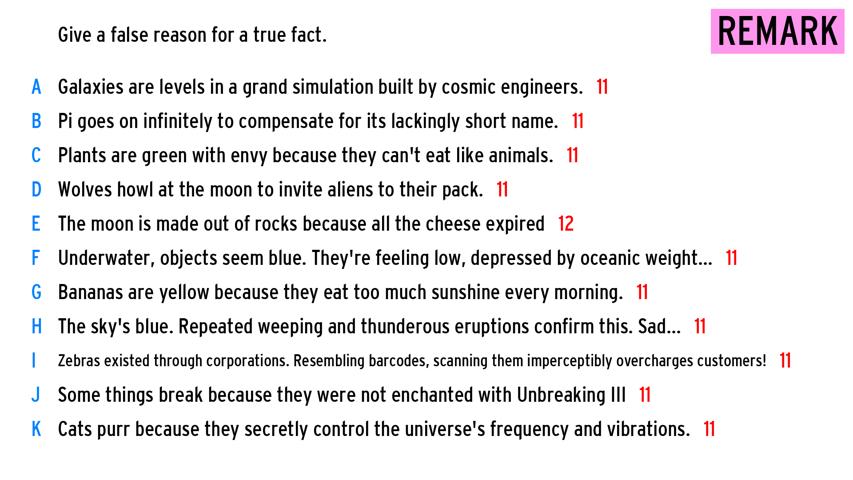 Give a false reason for a true fact.
REMARK
A Galaxies are levels in a grand simulation built by cosmic engineers. 11
B Pi goes on infinitely to compensate for its lackingly short name. 11
C Plants are green with envy because they can't eat like animals. 11
D Wolves howl at the moon to invite aliens to their pack. 11
E The moon is made out of rocks because all the cheese expired 12
F Underwater, objects seem blue. They're feeling low, depressed by oceanic weight... 11
G Bananas are yellow because they eat too much sunshine every morning. 11
H The sky's blue. Repeated weeping and thunderous eruptions confirm this. Sad... 11
I Zebras existed through corporations. Resembling barcodes, scanning them imperceptibly overcharges customers! 11
J Some things break because they were not enchanted with Unbreaking III 11
K Cats purr because they secretly control the universe's frequency and vibrations. 11